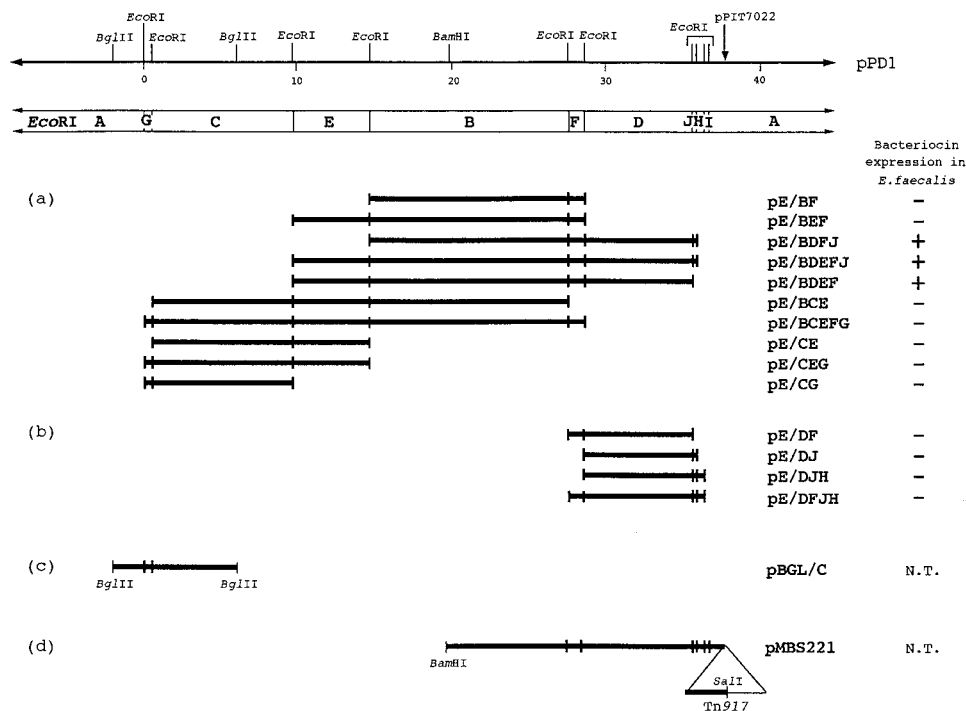 EcoRI pPIT7022
BglII EcoRI BglII EcoRI EcoRI BamHI EcoRI EcoRI EcoRI
pPD1
0 10 20 30 40
EcoRI A G C E B F D J H I A
Bacteriocin
expression in
E.faecalis
(a)
pE/BF −
pE/BEF −
pE/BDFJ +
pE/BDEFJ +
pE/BDEF +
pE/BCE −
pE/BCEFG −
pE/CE −
pE/CEG −
pE/CG −
(b)
pE/DF −
pE/DJ −
pE/DJH −
pE/DFJH −
(c)
pBGL/C N.T.
BglII BglII
(d)
pMBS221 N.T.
BamHI
SalI
Tn917